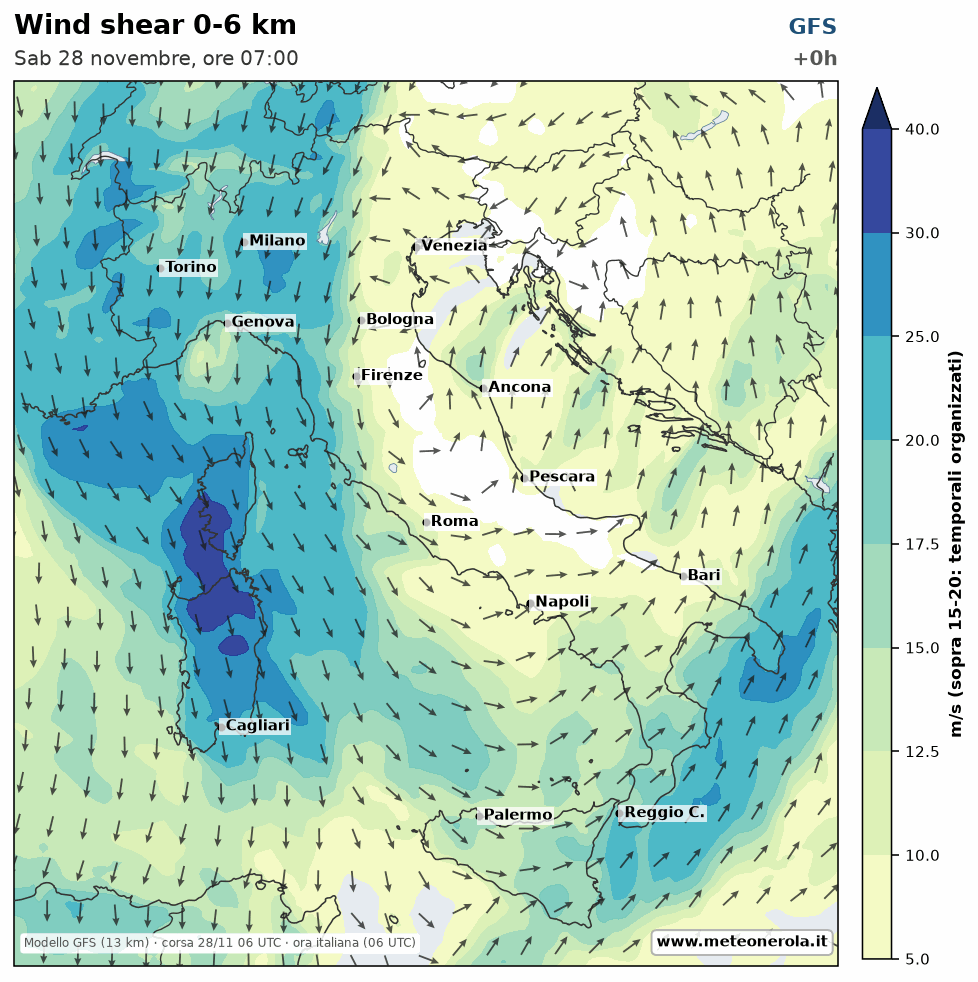 Wind shear 0-6 km
GFS
Sab 28 novembre, ore 07:00
+0h
Milano
Venezia
Torino
Genova
Bologna
Firenze
Ancona
Pescara
Roma
Bari
Napoli
Cagliari
Palermo
Reggio C.
40.0
30.0
25.0
20.0
17.5
15.0
12.5
10.0
5.0
m/s (sopra 15-20: temporali organizzati)
Modello GFS (13 km) · corsa 28/11 06 UTC · ora italiana (06 UTC)
www.meteonerola.it